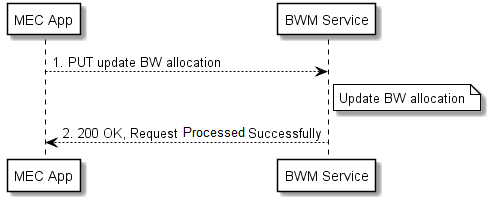 MEC App
BWM Service
1. PUT update BW allocation
Update BW allocation
2. 200 OK, Request Processed Successfully
MEC App
BWM Service